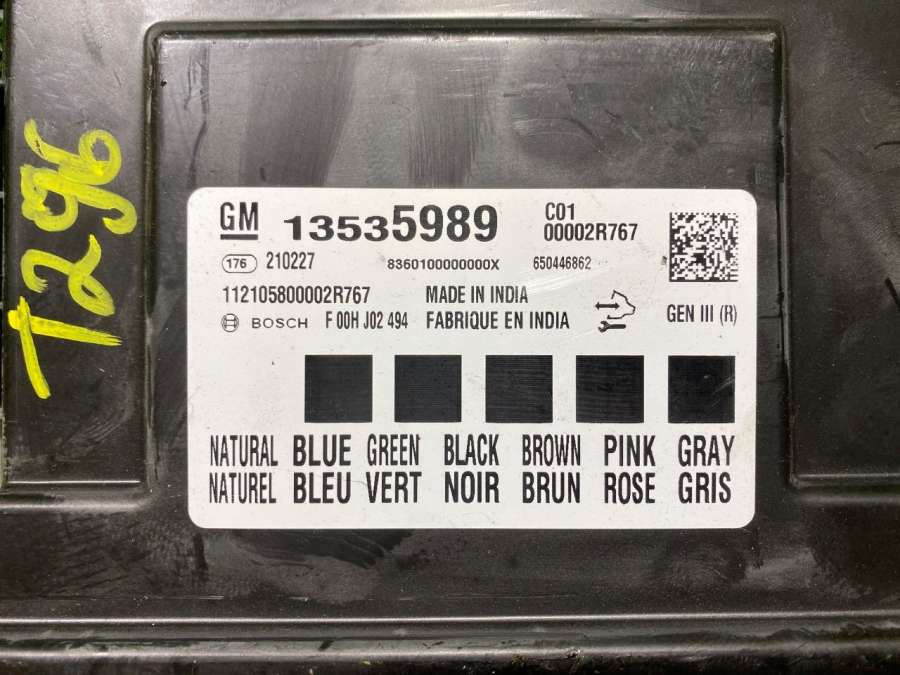 T296
GM 13535989 C01
00002R767
176 210227 8360100000000X 650446862
112105800002R767 MADE IN INDIA
BOSCH F 00H J02 494 FABRIQUE EN INDIA GEN III (R)
NATURAL BLUE GREEN BLACK BROWN PINK GRAY
NATUREL BLEU VERT NOIR BRUN ROSE GRIS